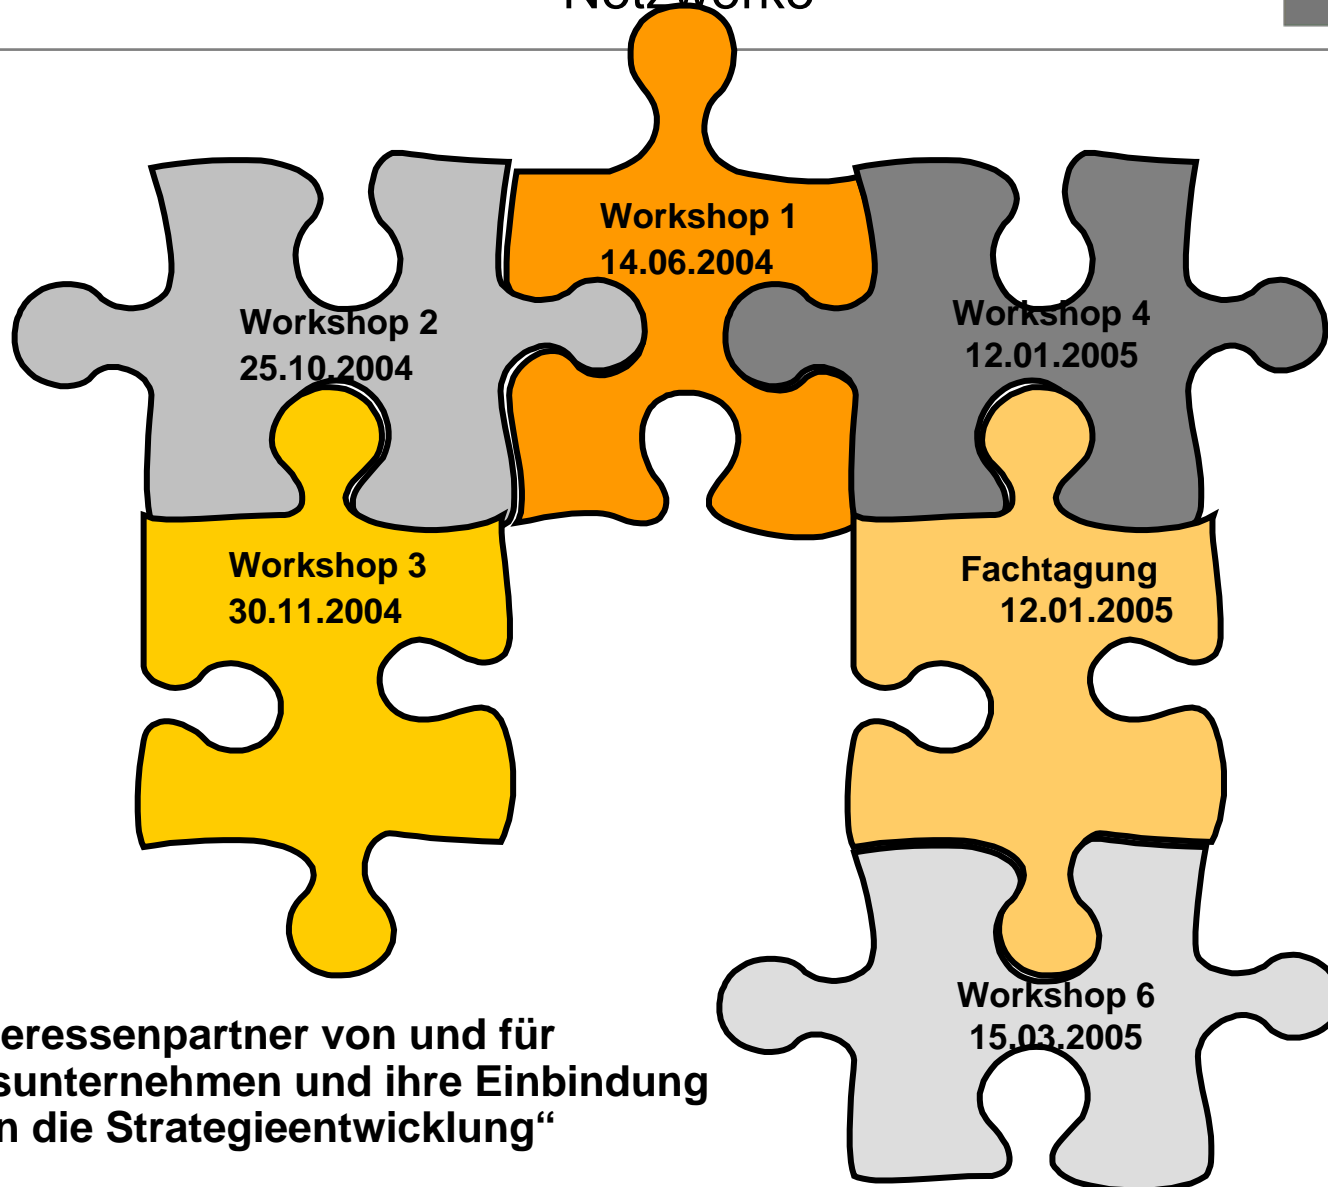 Netzwerke
Workshop 1
14.06.2004
Workshop 2
25.10.2004
Workshop 4
12.01.2005
Workshop 3
30.11.2004
Fachtagung
12.01.2005
Workshop 6
15.03.2005
eressenpartner von und für
sunternehmen und ihre Einbindung
n die Strategieentwicklung“